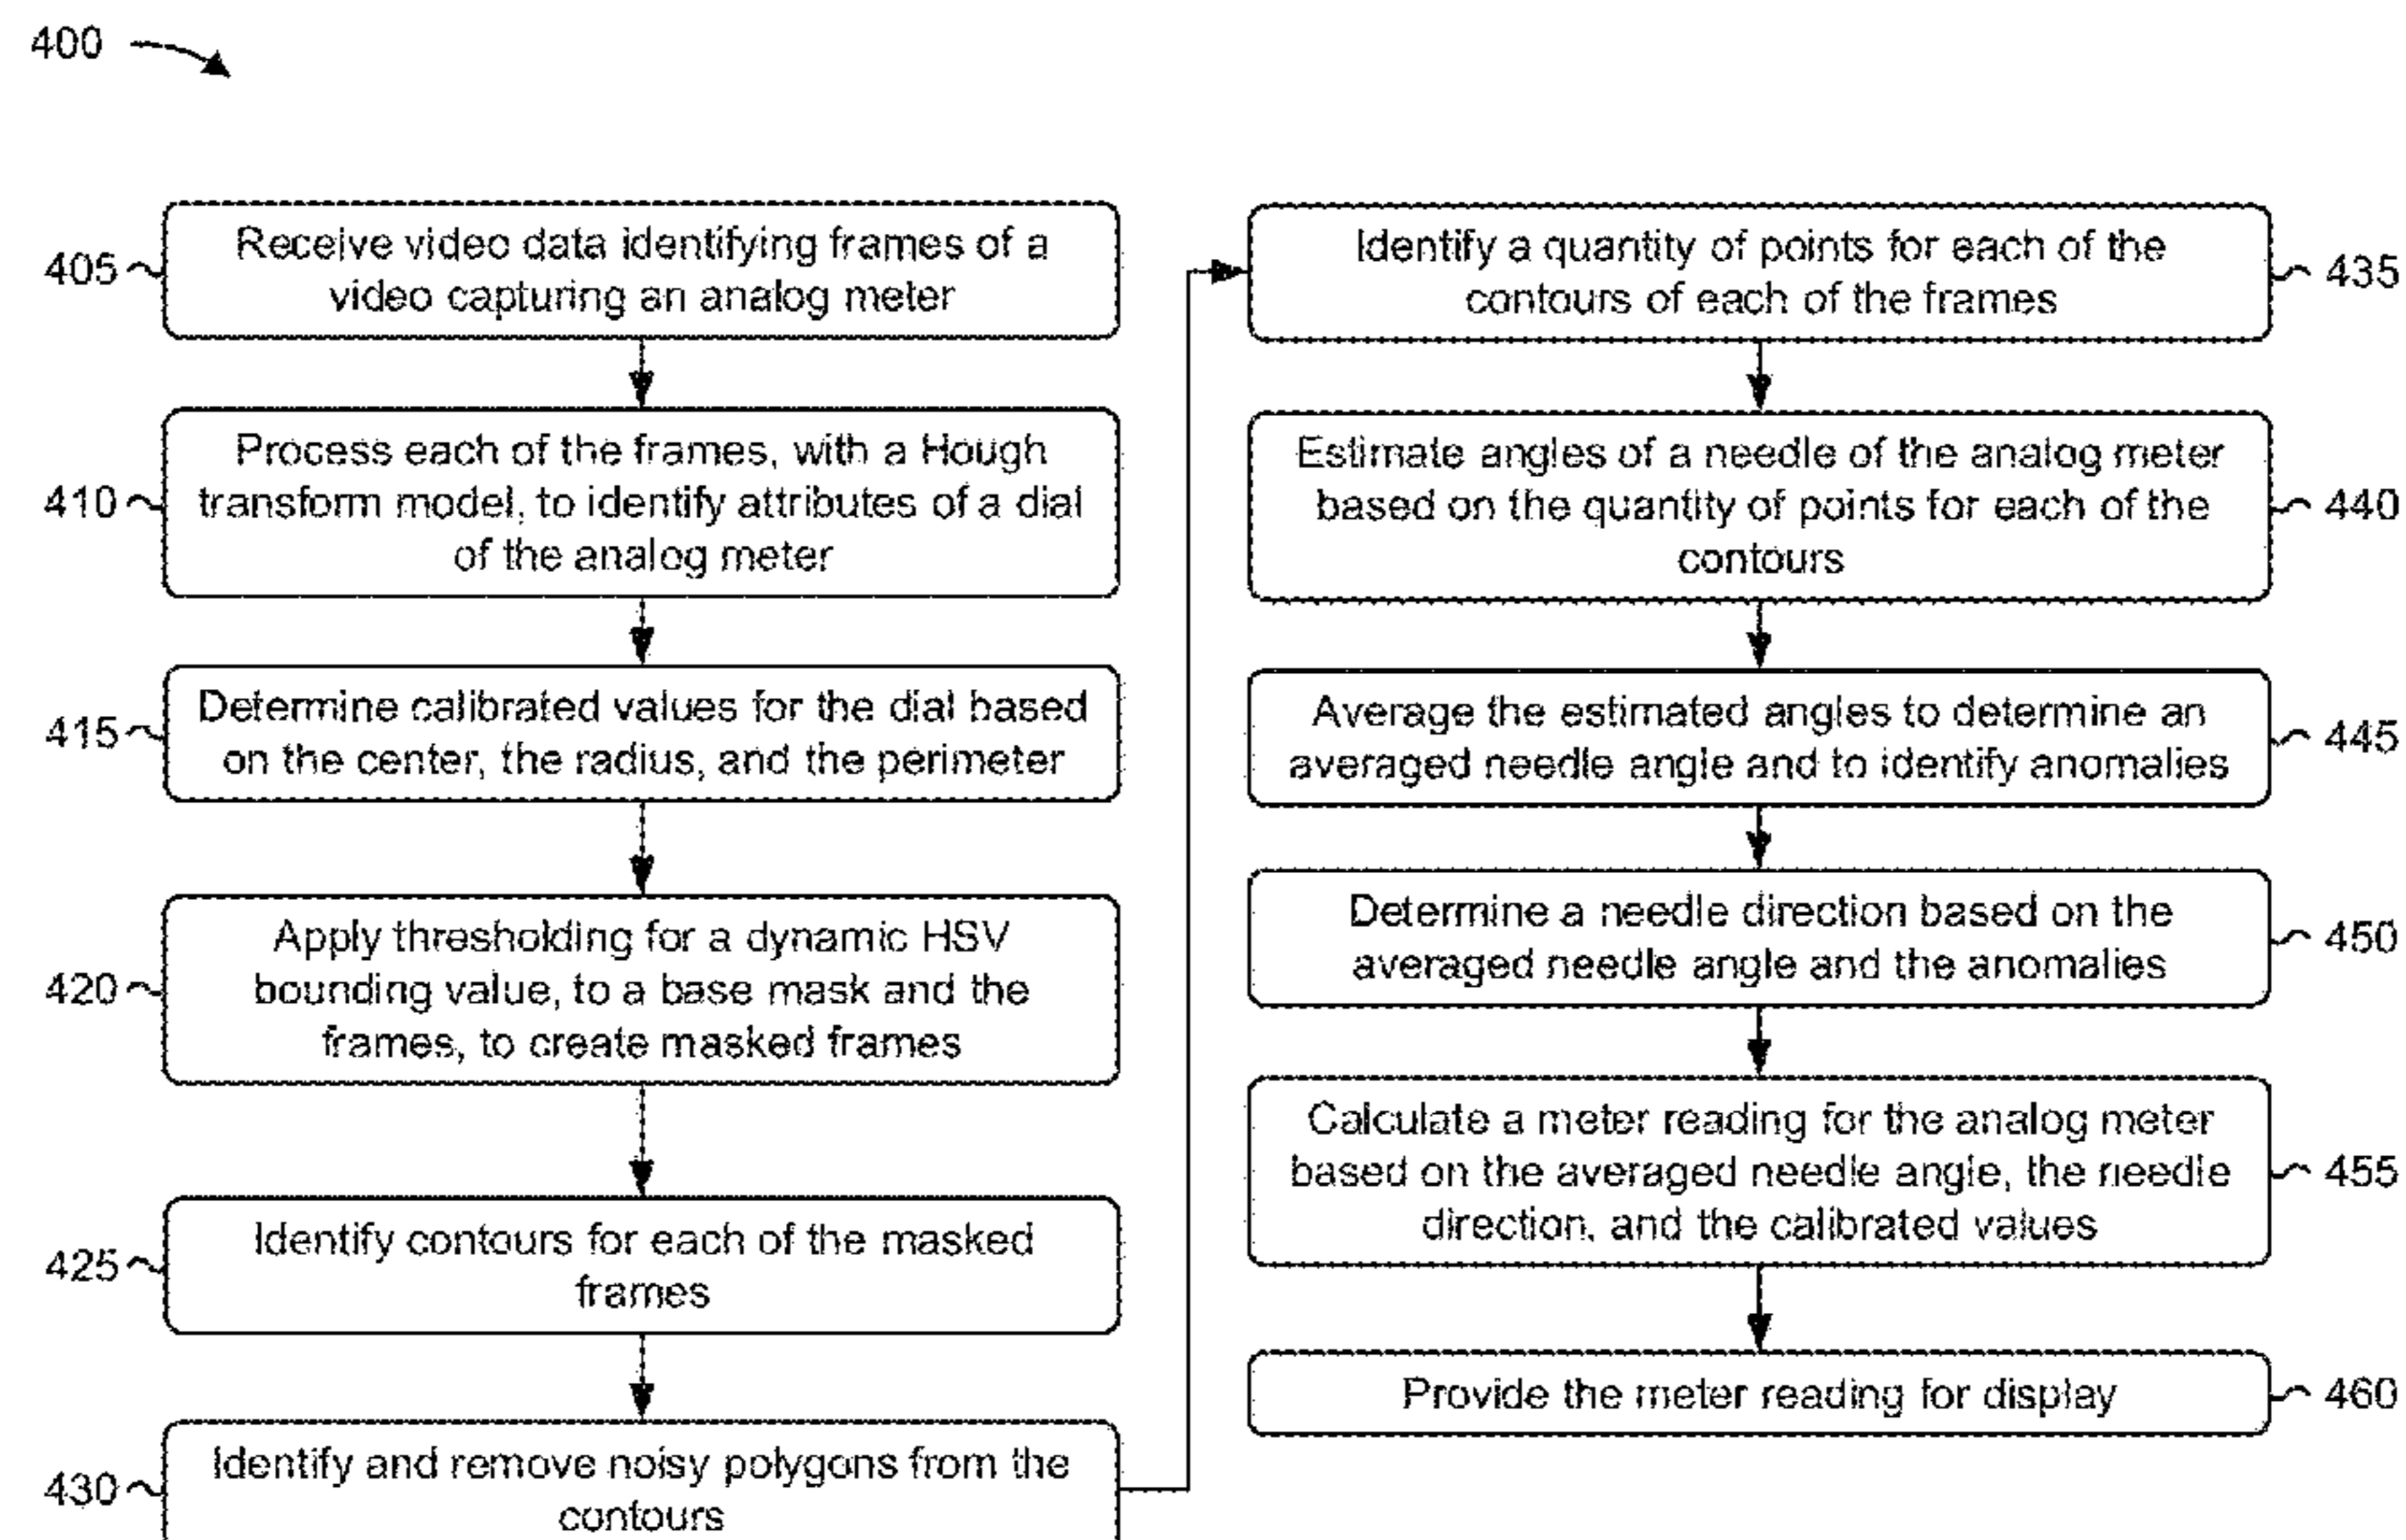 400
405
Receive video data identifying frames of a
video capturing an analog meter
410
Process each of the frames, with a Hough
transform model, to identify attributes of a dial
of the analog meter
415
Determine calibrated values for the dial based
on the center, the radius, and the perimeter
420
Apply thresholding for a dynamic HSV
bounding value, to a base mask and the
frames, to create masked frames
425
Identify contours for each of the masked
frames
430
Identify and remove noisy polygons from the
contours
Identify a quantity of points for each of the
contours of each of the frames
435
Estimate angles of a needle of the analog meter
based on the quantity of points for each of the
contours
440
Average the estimated angles to determine an
averaged needle angle and to identify anomalies
445
Determine a needle direction based on the
averaged needle angle and the anomalies
450
Calculate a meter reading for the analog meter
based on the averaged needle angle, the needle
direction, and the calibrated values
455
Provide the meter reading for display
460